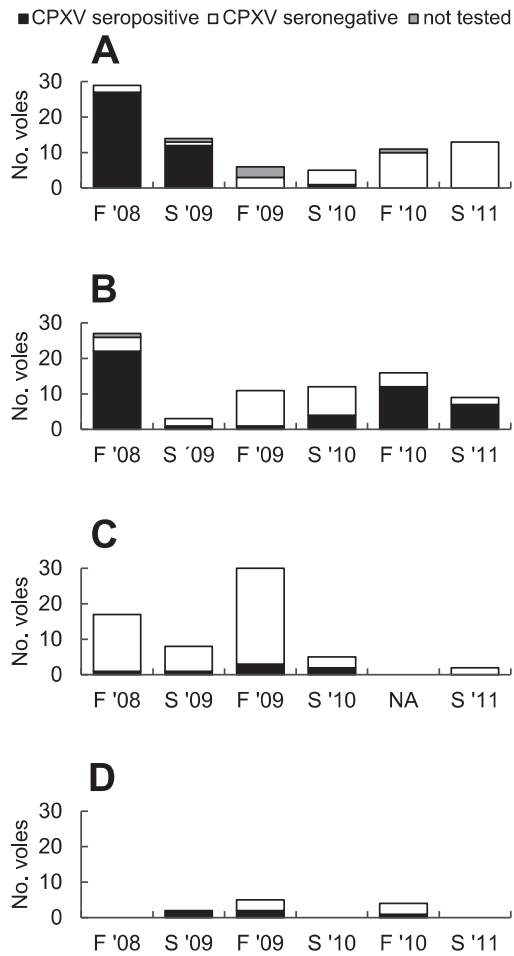 CPXV seropositive CPXV seronegative not tested
A
No. voles
30
20
10
0
F '08 S '09 F '09 S '10 F '10 S '11
B
No. voles
30
20
10
0
F '08 S ´09 F '09 S '10 F '10 S '11
C
No. voles
30
20
10
0
F '08 S '09 F '09 S '10 NA S '11
D
No. voles
30
20
10
0
F '08 S '09 F '09 S '10 F '10 S '11